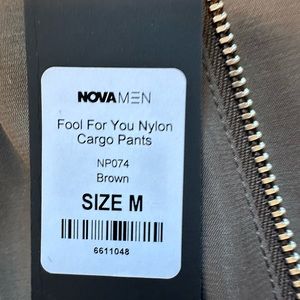 NOVAMEN
Fool For You Nylon
Cargo Pants
NP074
Brown
SIZE M
6611048